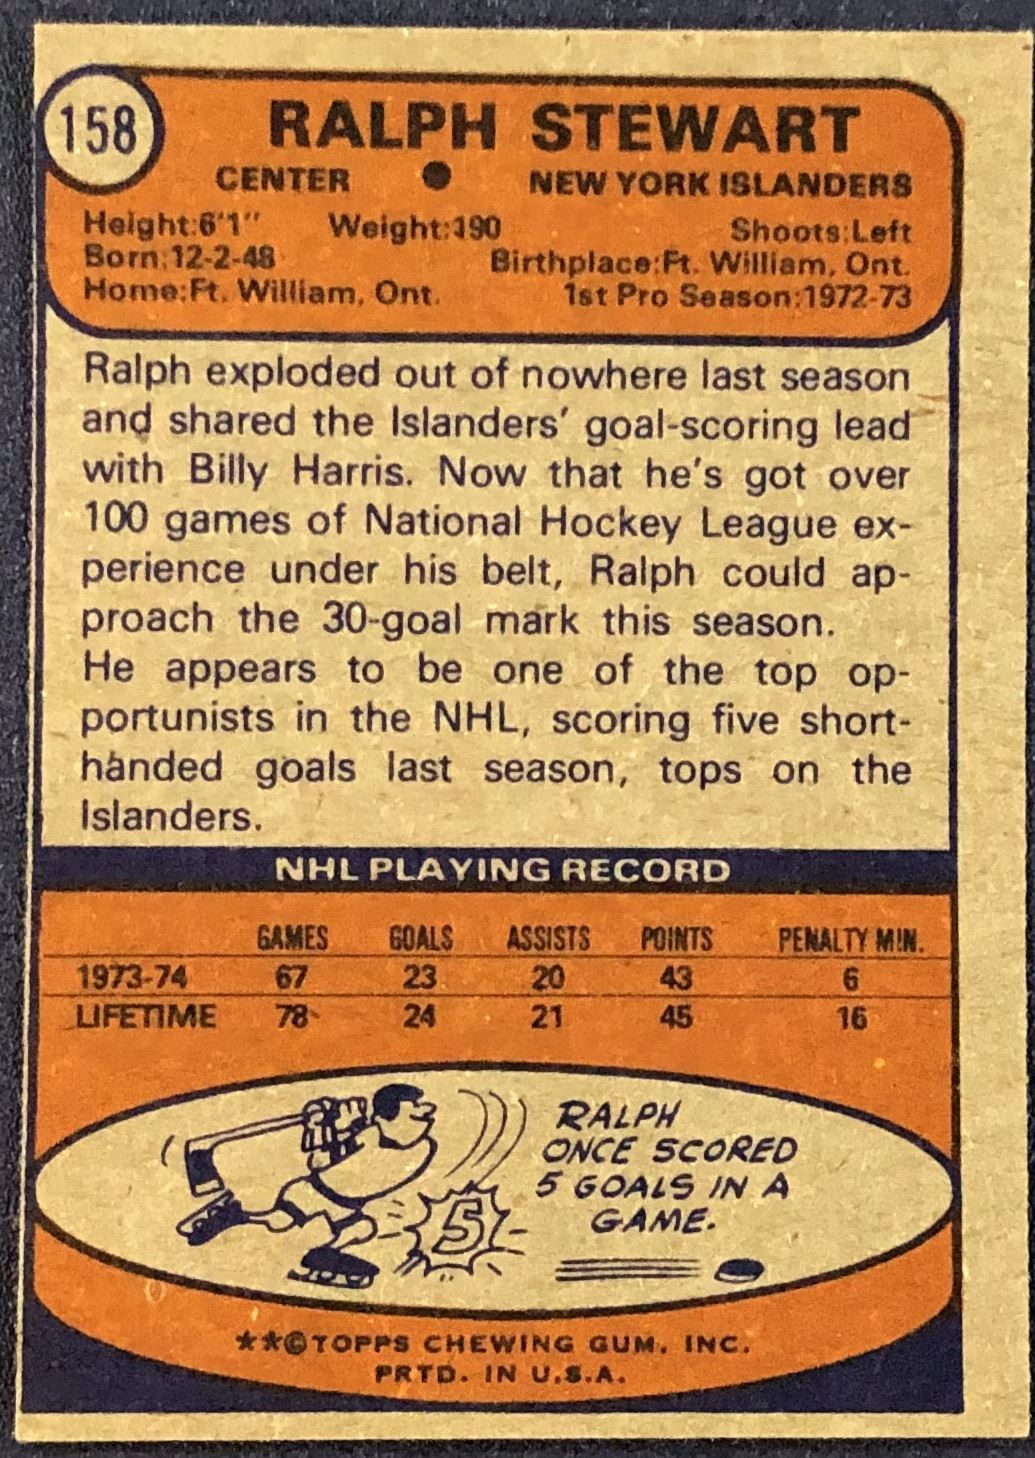 158
RALPH STEWART
CENTER ● NEW YORK ISLANDERS
Height:6'1" Weight:190 Shoots:Left
Born:12-2-48 Birthplace:Ft. William, Ont.
Home:Ft. William, Ont. 1st Pro Season:1972-73
Ralph exploded out of nowhere last season
and shared the Islanders' goal-scoring lead
with Billy Harris. Now that he's got over
100 games of National Hockey League ex-
perience under his belt, Ralph could ap-
proach the 30-goal mark this season.
He appears to be one of the top op-
portunists in the NHL, scoring five short-
handed goals last season, tops on the
Islanders.
NHL PLAYING RECORD
GAMES GOALS ASSISTS POINTS PENALTY MIN.
1973-74 67 23 20 43 6
LIFETIME 78 24 21 45 16
RALPH
ONCE SCORED
5 GOALS IN A
GAME.
5
**©TOPPS CHEWING GUM, INC.
PRTD. IN U.S.A.